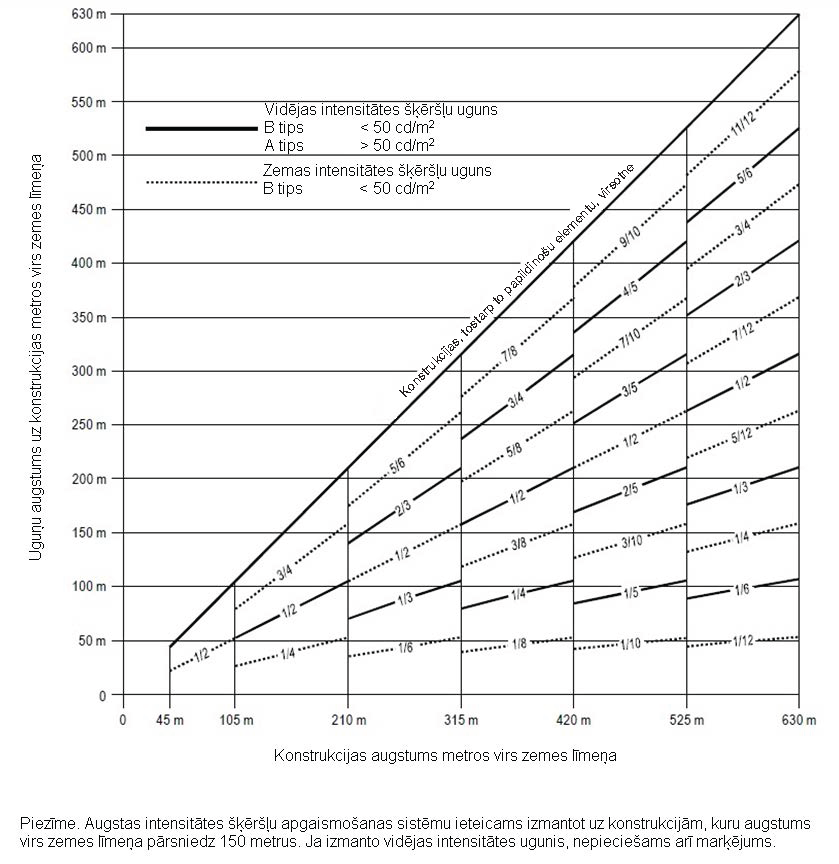 630 m
600 m
550 m
500 m
450 m
400 m
350 m
300 m
250 m
200 m
150 m
100 m
50 m
0
Uguņu augstums uz konstrukcijas metros virs zemes līmeņa
Vidējas intensitātes šķēršļu uguns
B tips < 50 cd/m²
A tips > 50 cd/m²
Zemas intensitātes šķēršļu uguns
B tips < 50 cd/m²
Konstrukcijas, tostarp to papildinošu elementu, virsotne
1/2
3/4
1/2
1/4
5/6
2/3
1/2
1/3
1/6
7/8
3/4
5/8
1/2
3/8
1/4
1/8
9/10
4/5
7/10
3/5
1/2
2/5
3/10
1/5
1/10
11/12
5/6
3/4
2/3
7/12
1/2
5/12
1/3
1/4
1/6
1/12
0 45 m 105 m 210 m 315 m 420 m 525 m 630 m
Konstrukcijas augstums metros virs zemes līmeņa
Piezīme. Augstas intensitātes šķēršļu apgaismošanas sistēmu ieteicams izmantot uz konstrukcijām, kuru augstums
virs zemes līmeņa pārsniedz 150 metrus. Ja izmanto vidējas intensitātes ugunis, nepieciešams arī marķējums.